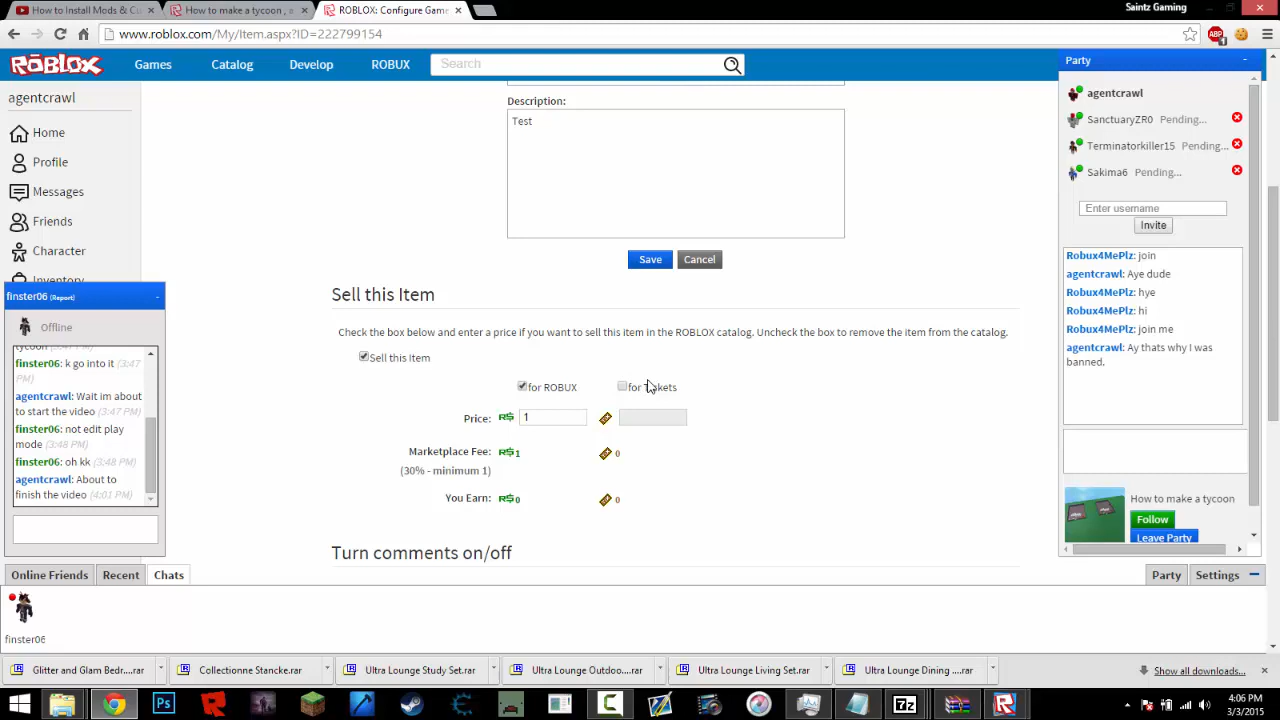 How to Install Mods & Cu
How to make a tycoon , a
ROBLOX: Configure Game
Saintz Gaming
www.roblox.com/My/Item.aspx?ID=222799154
ABP
1
ROBLOX
Games
Catalog
Develop
ROBUX
Search
Party
agentcrawl
Home
Profile
Messages
Friends
Character
Inventory
Description:
Test
Save
Cancel
Sell this Item
Check the box below and enter a price if you want to sell this item in the ROBLOX catalog. Uncheck the box to remove the item from the catalog.
Sell this Item
for ROBUX
for Tickets
Price:
R$
1
Marketplace Fee:
R$1
0
(30% - minimum 1)
You Earn:
R$0
0
Turn comments on/off
finster06 (Report)
Offline
tycoon (3:47 PM)
finster06: k go into it (3:47
PM)
agentcrawl: Wait im about
to start the video (3:47 PM)
finster06: not edit play
mode (3:48 PM)
finster06: oh kk (3:48 PM)
agentcrawl: About to
finish the video (4:01 PM)
agentcrawl
SanctuaryZR0 Pending...
Terminatorkiller15 Pending...
Sakima6 Pending...
Enter username
Invite
Robux4MePlz: join
agentcrawl: Aye dude
Robux4MePlz: hye
Robux4MePlz: hi
Robux4MePlz: join me
agentcrawl: Ay thats why I was
banned.
How to make a tycoon
Follow
Leave Party
Online Friends
Recent
Chats
Party
Settings
finster06
Glitter and Glam Bedr....rar
Collectionne Stancke.rar
Ultra Lounge Study Set.rar
Ultra Lounge Outdoo....rar
Ultra Lounge Living Set.rar
Ultra Lounge Dining ....rar
Show all downloads...
Ps
7z
4:06 PM
3/3/2015